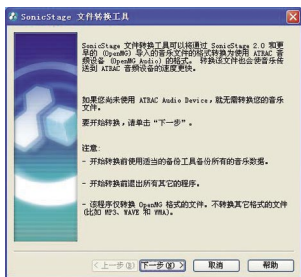 SonicStage 文件转换工具
SonicStage 文件转换工具可以将通过 SonicStage 2.0 和更
早的 (OpenMG) 导入的音乐文件的格式转换为使用 ATRAC 音
频设备 (OpenMG Audio) 的格式。 转换该文件也会使音乐传
送到 ATRAC 音频设备的速度更快。
如果您尚未使用 ATRAC Audio Device，就无需转换您的音乐
文件。
要开始转换，请单击“下一步”。
注意：
- 开始转换前使用适当的备份工具备份所有的音乐数据。
- 开始转换前退出所有其它的程序。
- 该程序仅转换 OpenMG 格式的文件。不转换其它格式的文件
(比如 MP3、WAVE 和 WMA)。
< 上一步(B)
下一步(N) >
取消
帮助